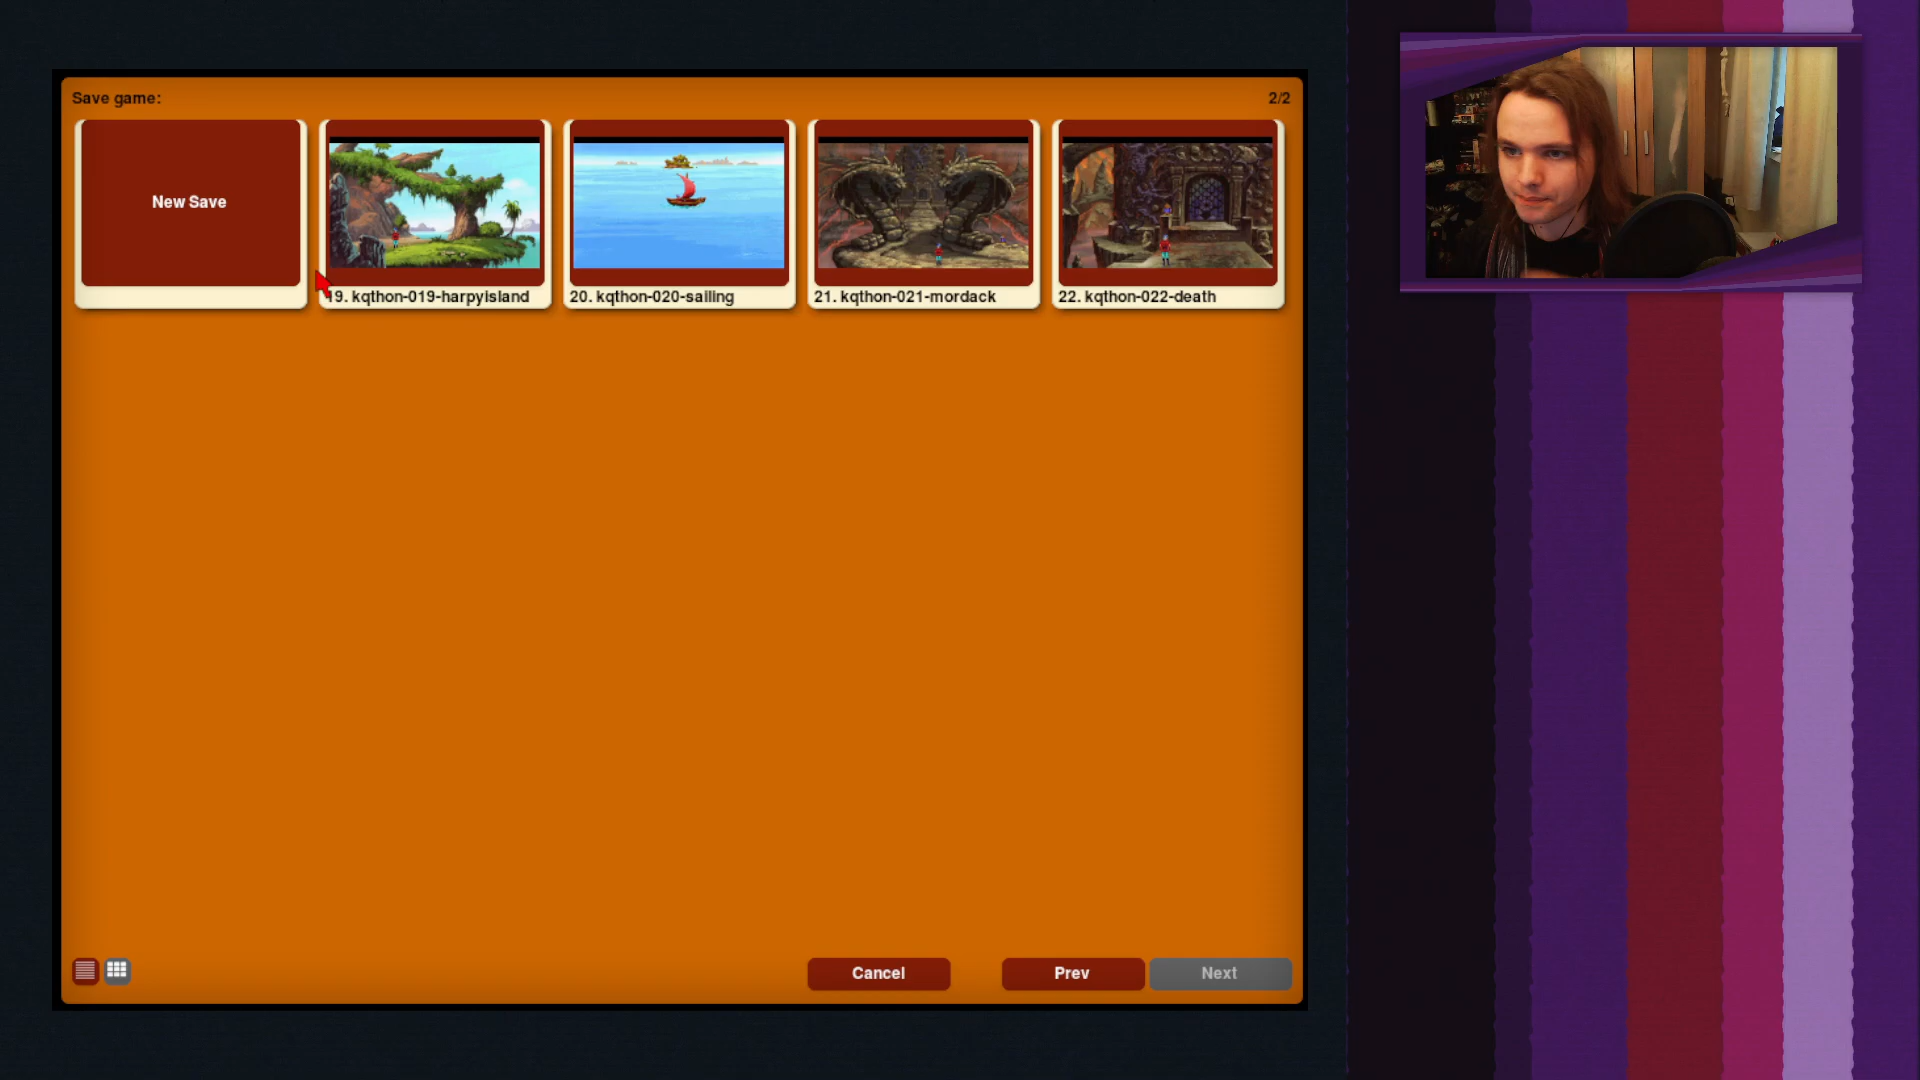 Save game:
2/2
New Save
19. kqthon-019-harpyisland
20. kqthon-020-sailing
21. kqthon-021-mordack
22. kqthon-022-death
Cancel
Prev
Next